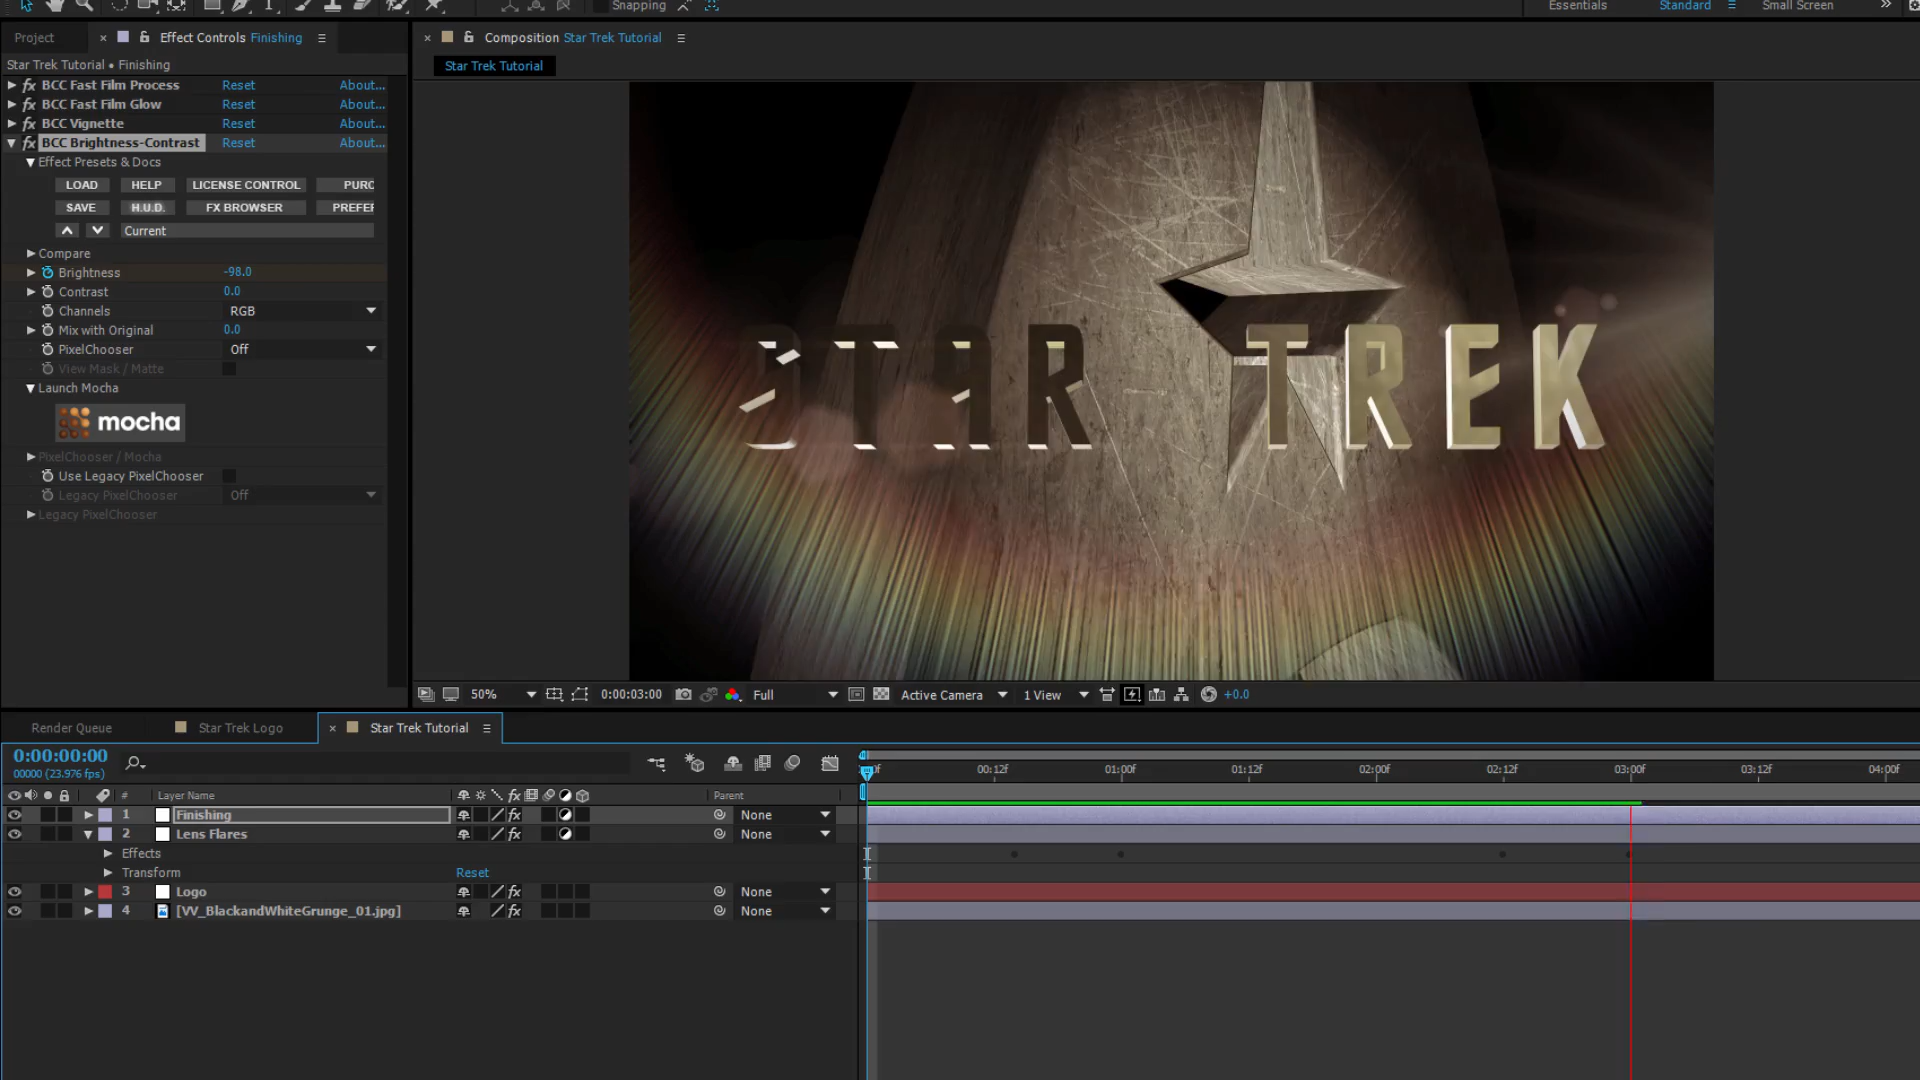 Snapping
Essentials
Standard
Small Screen
Project
Effect Controls Finishing
Composition Star Trek Tutorial
Star Trek Tutorial • Finishing
Star Trek Tutorial
BCC Fast Film Process Reset About...
BCC Fast Film Glow Reset About...
BCC Vignette Reset About...
BCC Brightness-Contrast Reset About...
Effect Presets & Docs
LOAD HELP LICENSE CONTROL PURC
SAVE H.U.D. FX BROWSER PREFER
Current
Compare
Brightness -98.0
Contrast 0.0
Channels RGB
Mix with Original 0.0
PixelChooser Off
View Mask / Matte
Launch Mocha
mocha
PixelChooser / Mocha
Use Legacy PixelChooser
Legacy PixelChooser Off
Legacy PixelChooser
STAR TREK
50% 0:00:03:00 Full Active Camera 1 View +0.0
Render Queue Star Trek Logo Star Trek Tutorial
0:00:00:00
00000 (23.976 fps)
00:12f 01:00f 01:12f 02:00f 02:12f 03:00f 03:12f 04:00f
# Layer Name fx Parent
1 Finishing None
2 Lens Flares None
Effects
Transform Reset
3 Logo fx None
4 [VV_BlackandWhiteGrunge_01.jpg] fx None